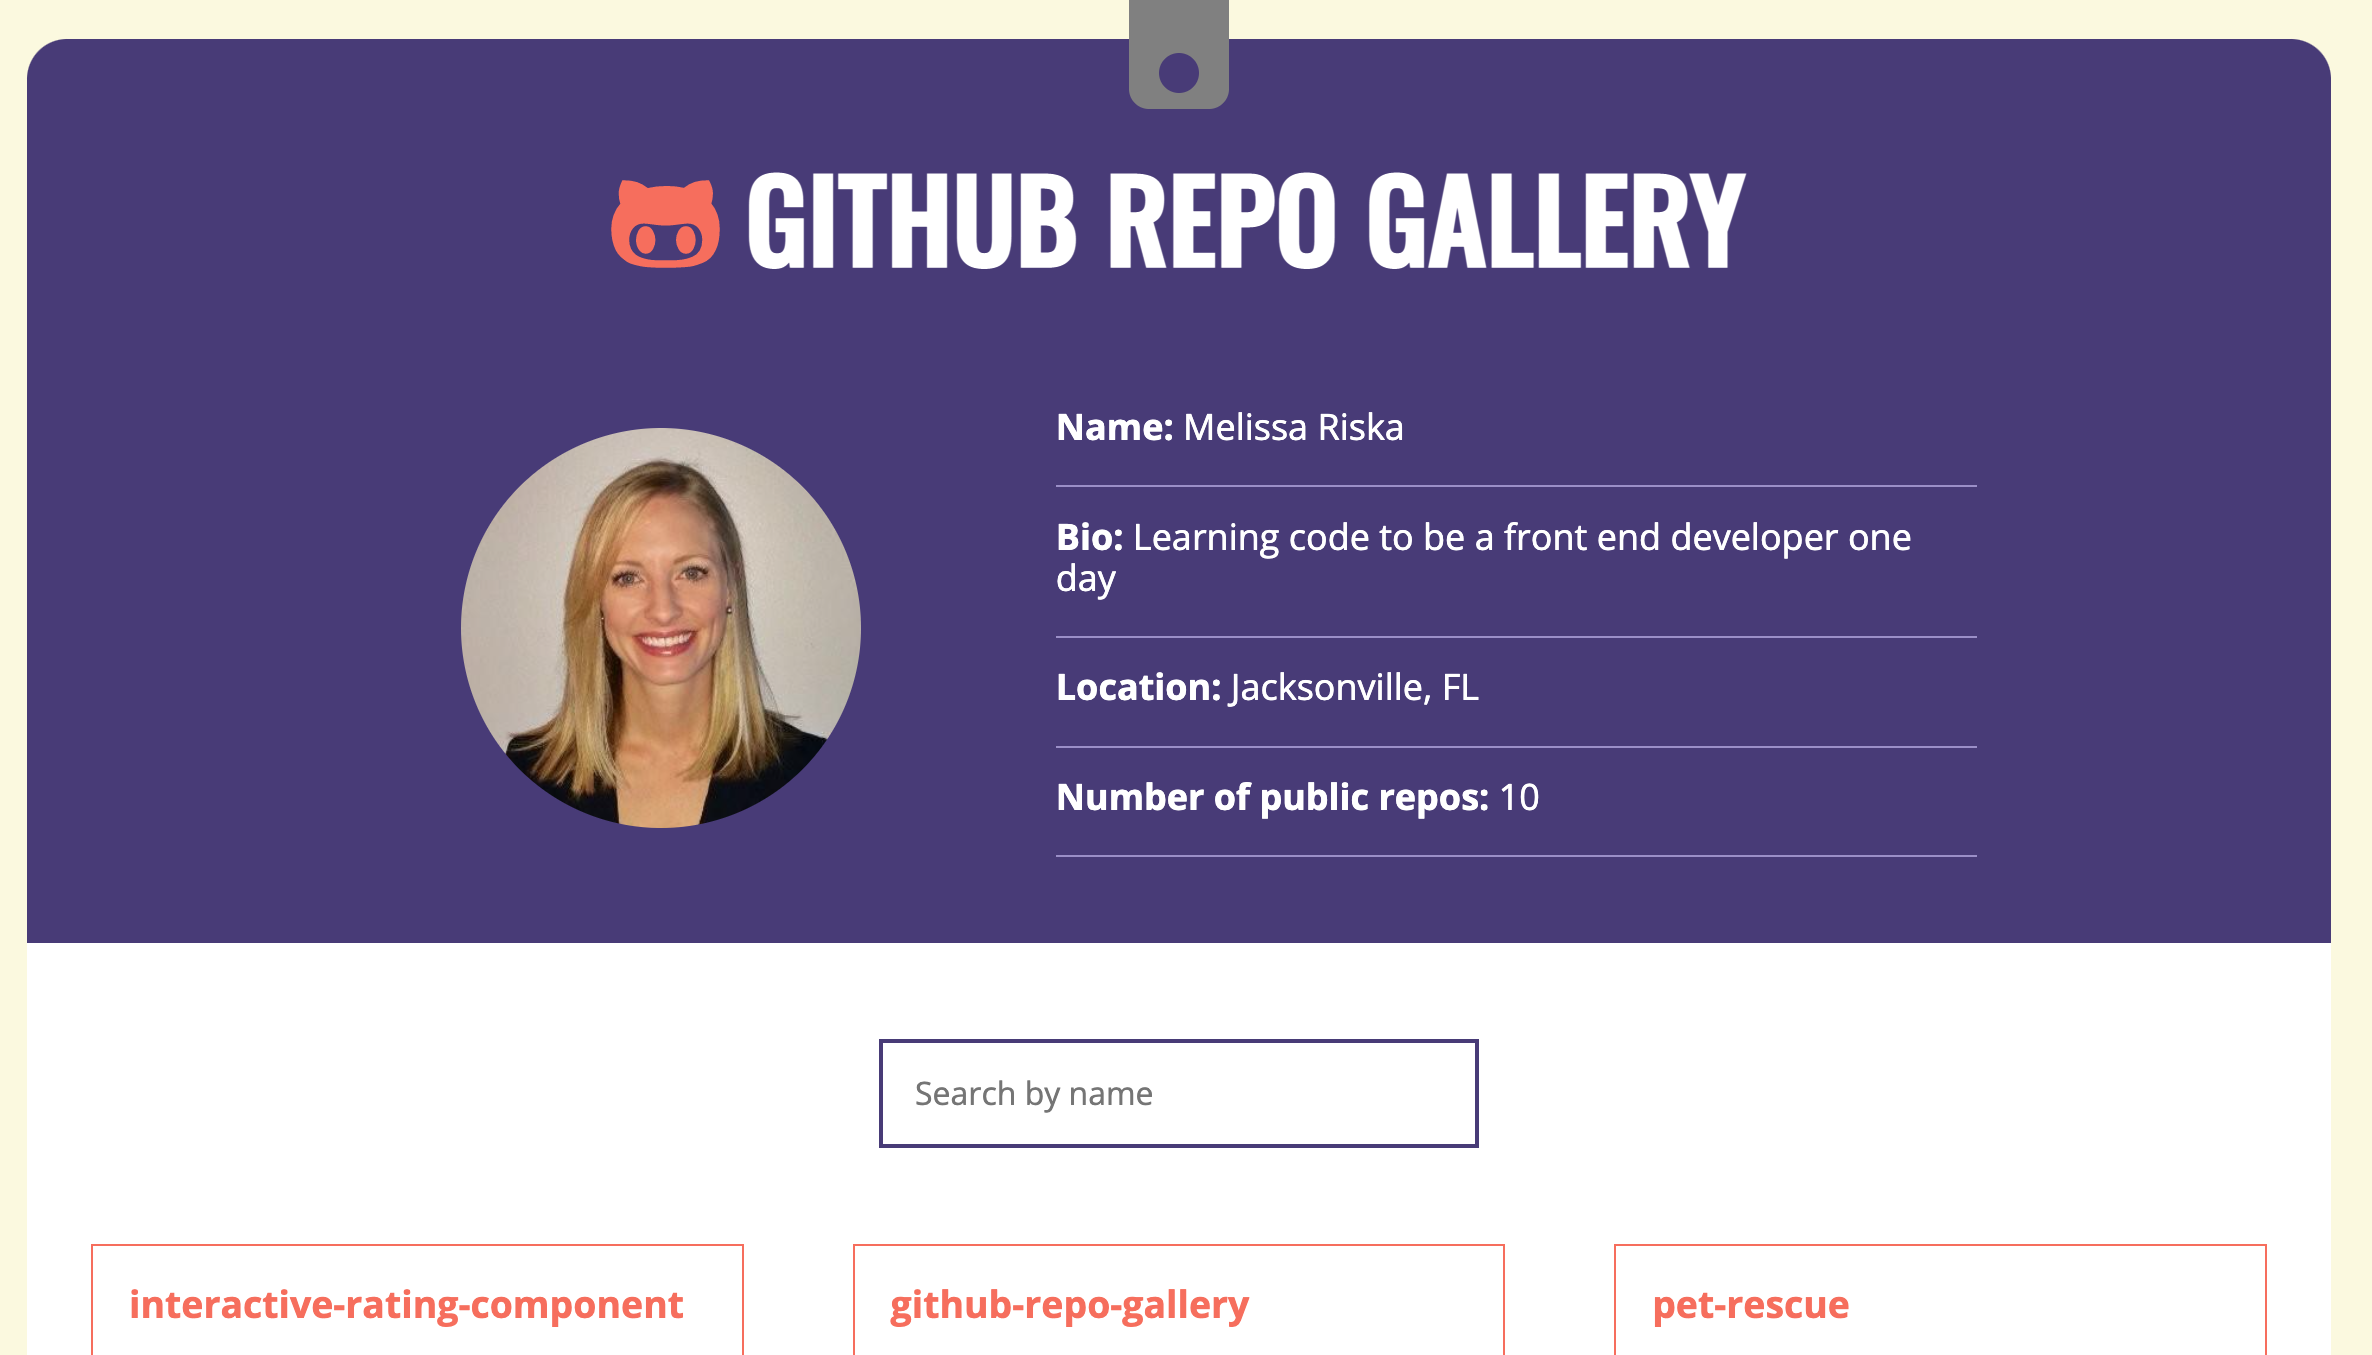 GITHUB REPO GALLERY
Name: Melissa Riska
Bio: Learning code to be a front end developer one
day
Location: Jacksonville, FL
Number of public repos: 10
Search by name
interactive-rating-component
github-repo-gallery
pet-rescue